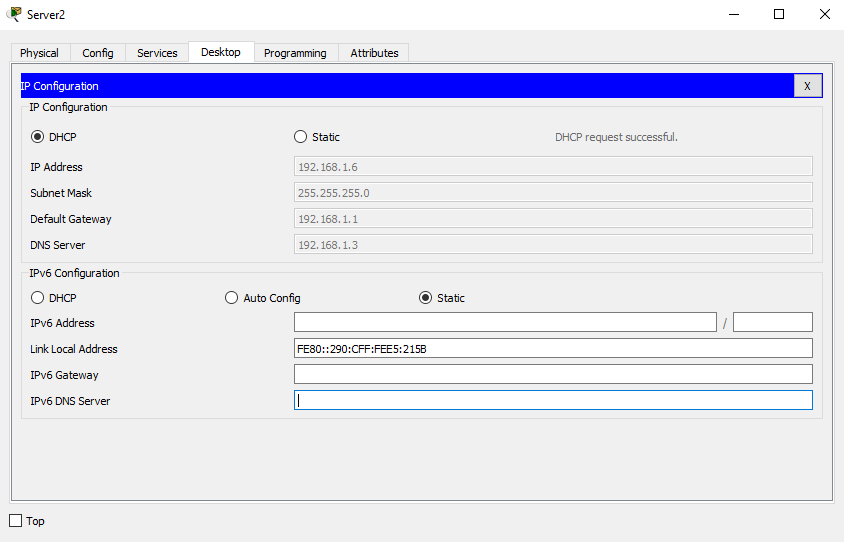 Server2
Physical Config Services Desktop Programming Attributes
IP Configuration X
IP Configuration
DHCP Static DHCP request successful.
IP Address 192.168.1.6
Subnet Mask 255.255.255.0
Default Gateway 192.168.1.1
DNS Server 192.168.1.3
IPv6 Configuration
DHCP Auto Config Static
IPv6 Address /
Link Local Address FE80::290:CFF:FEE5:215B
IPv6 Gateway
IPv6 DNS Server
Top